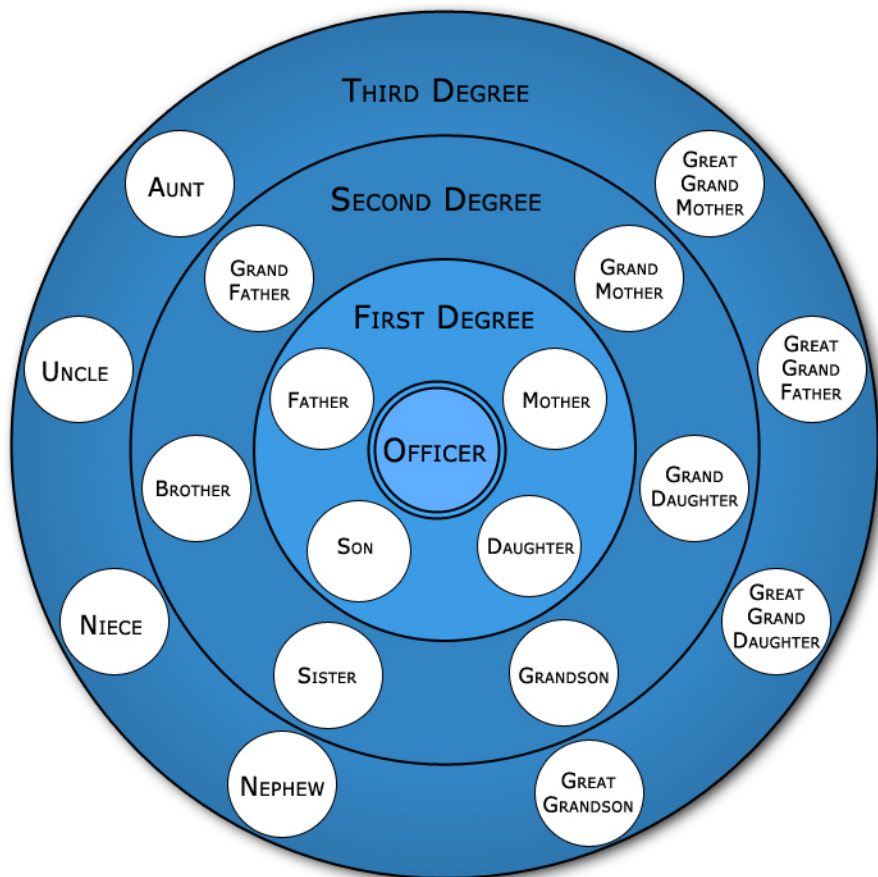 Third Degree
Aunt
Great
Grand
Mother
Second Degree
Grand
Father
Grand
Mother
First Degree
Uncle
Great
Grand
Father
Father
Mother
Officer
Brother
Grand
Daughter
Son
Daughter
Niece
Great
Grand
Daughter
Sister
Grandson
Nephew
Great
Grandson